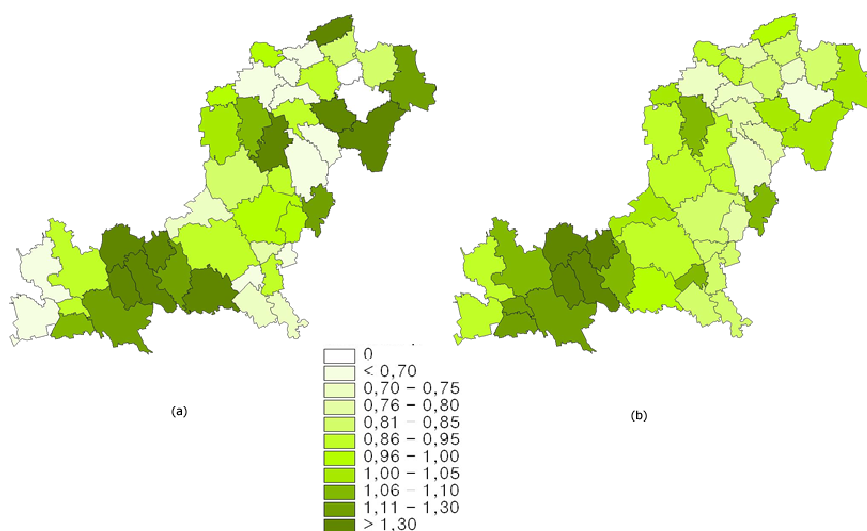 0
< 0,70
0,70 – 0,75
0,76 – 0,80
0,81 – 0,85
0,86 – 0,95
0,96 – 1,00
1,00 – 1,05
1,06 – 1,10
1,11 – 1,30
> 1,30
(a)
(b)